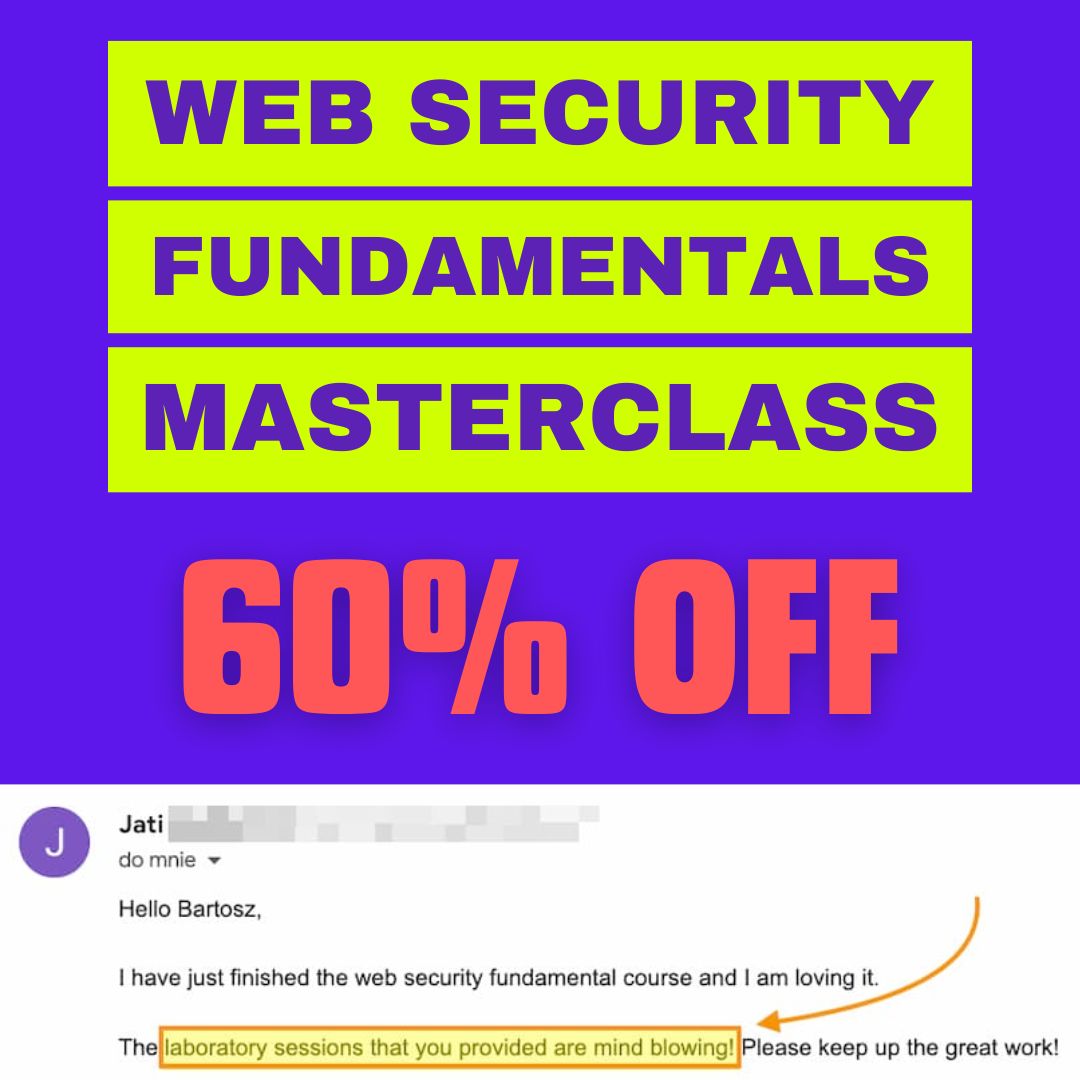 WEB SECURITY
FUNDAMENTALS
MASTERCLASS
60% OFF
J
Jati
do mnie
Hello Bartosz,
I have just finished the web security fundamental course and I am loving it.
The laboratory sessions that you provided are mind blowing! Please keep up the great work!